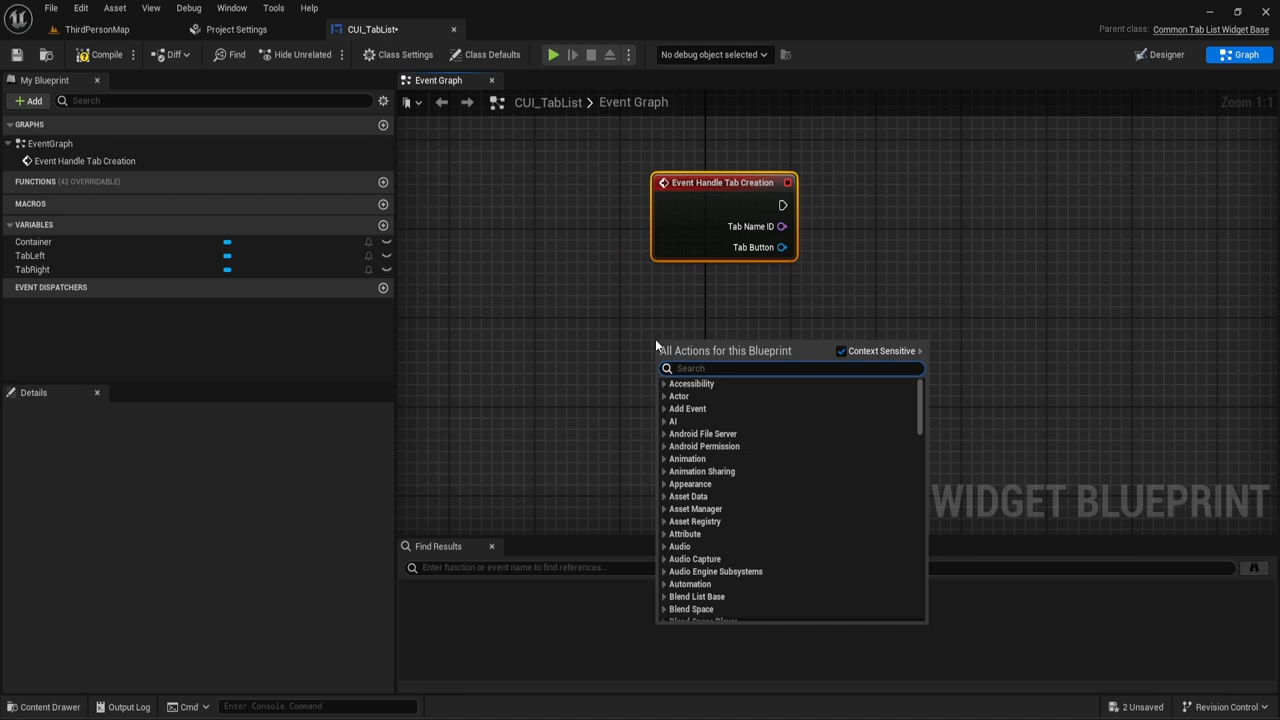 File Edit Asset View Debug Window Tools Help
ThirdPersonMap Project Settings CUI_TabList•
Parent class: Common Tab List Widget Base
Compile Diff Find Hide Unrelated Class Settings Class Defaults No debug object selected Designer Graph
My Blueprint Event Graph
Add Search
CUI_TabList > Event Graph Zoom 1:1
GRAPHS
EventGraph
Event Handle Tab Creation
FUNCTIONS (42 OVERRIDABLE)
MACROS
VARIABLES
Container
TabLeft
TabRight
EVENT DISPATCHERS
Details
Event Handle Tab Creation
Tab Name ID
Tab Button
All Actions for this Blueprint Context Sensitive
Search
Accessibility
Actor
Add Event
AI
Android File Server
Android Permission
Animation
Animation Sharing
Appearance
Asset Data
Asset Manager
Asset Registry
Attribute
Audio
Audio Capture
Audio Engine Subsystems
Automation
Blend List Base
Blend Space
WIDGET BLUEPRINT
Find Results
Enter function or event name to find references...
Content Drawer Output Log Cmd Enter Console Command 2 Unsaved Revision Control